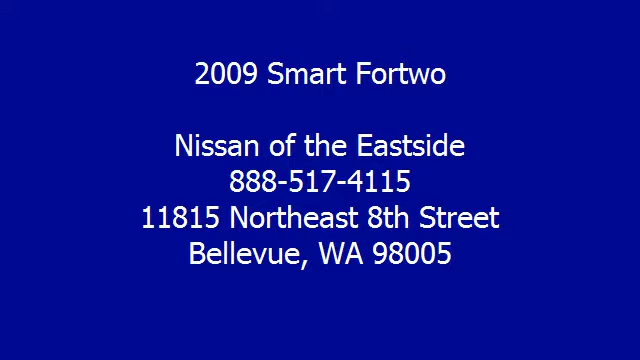 2009 Smart Fortwo
Nissan of the Eastside
888-517-4115
11815 Northeast 8th Street
Bellevue, WA 98005